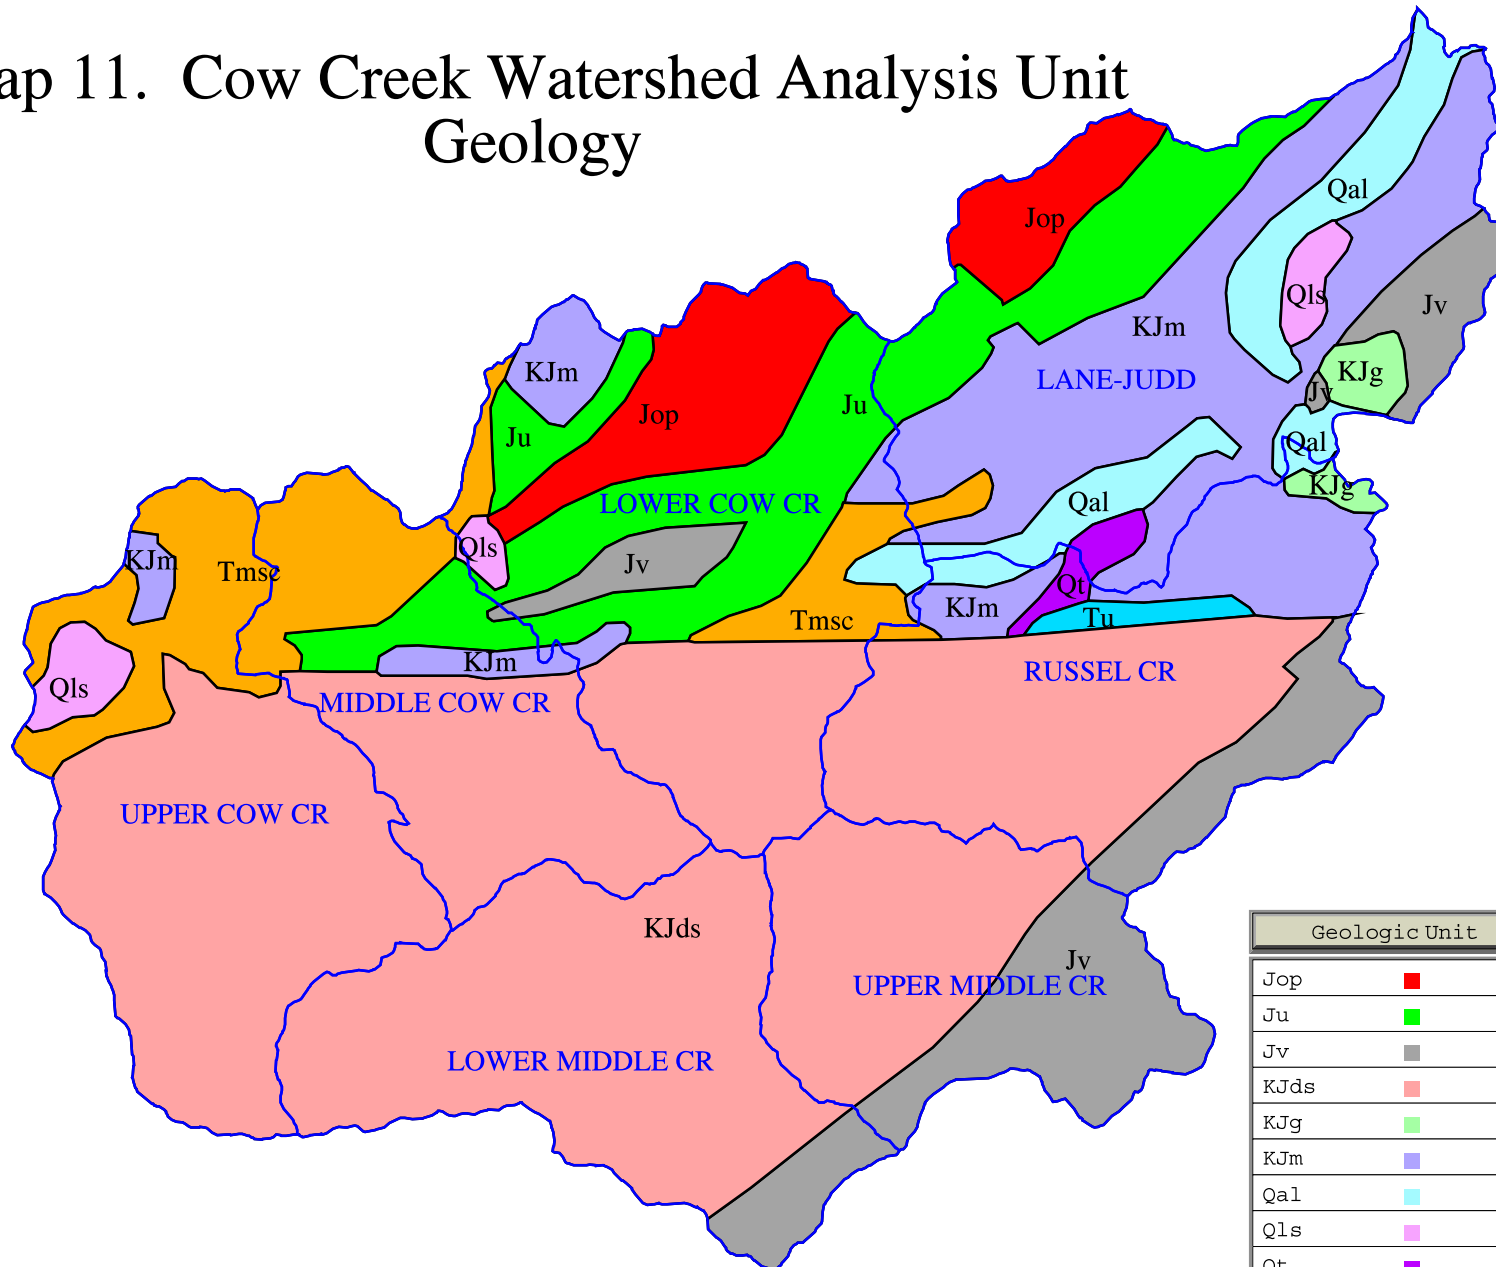 ap 11. Cow Creek Watershed Analysis Unit
Geology
Qal
Jop
Qls
Jv
KJm
KJm
LANE-JUDD
KJg
Jv
Jop
Ju
Ju
Qal
KJg
LOWER COW CR
Qal
Qls
KJm
Jv
Tmsc
Qt
KJm
Tu
Tmsc
KJm
RUSSEL CR
Qls
MIDDLE COW CR
UPPER COW CR
KJds
Jv
UPPER MIDDLE CR
LOWER MIDDLE CR
Geologic Unit
Jop
Ju
Jv
KJds
KJg
KJm
Qal
Qls
Qt